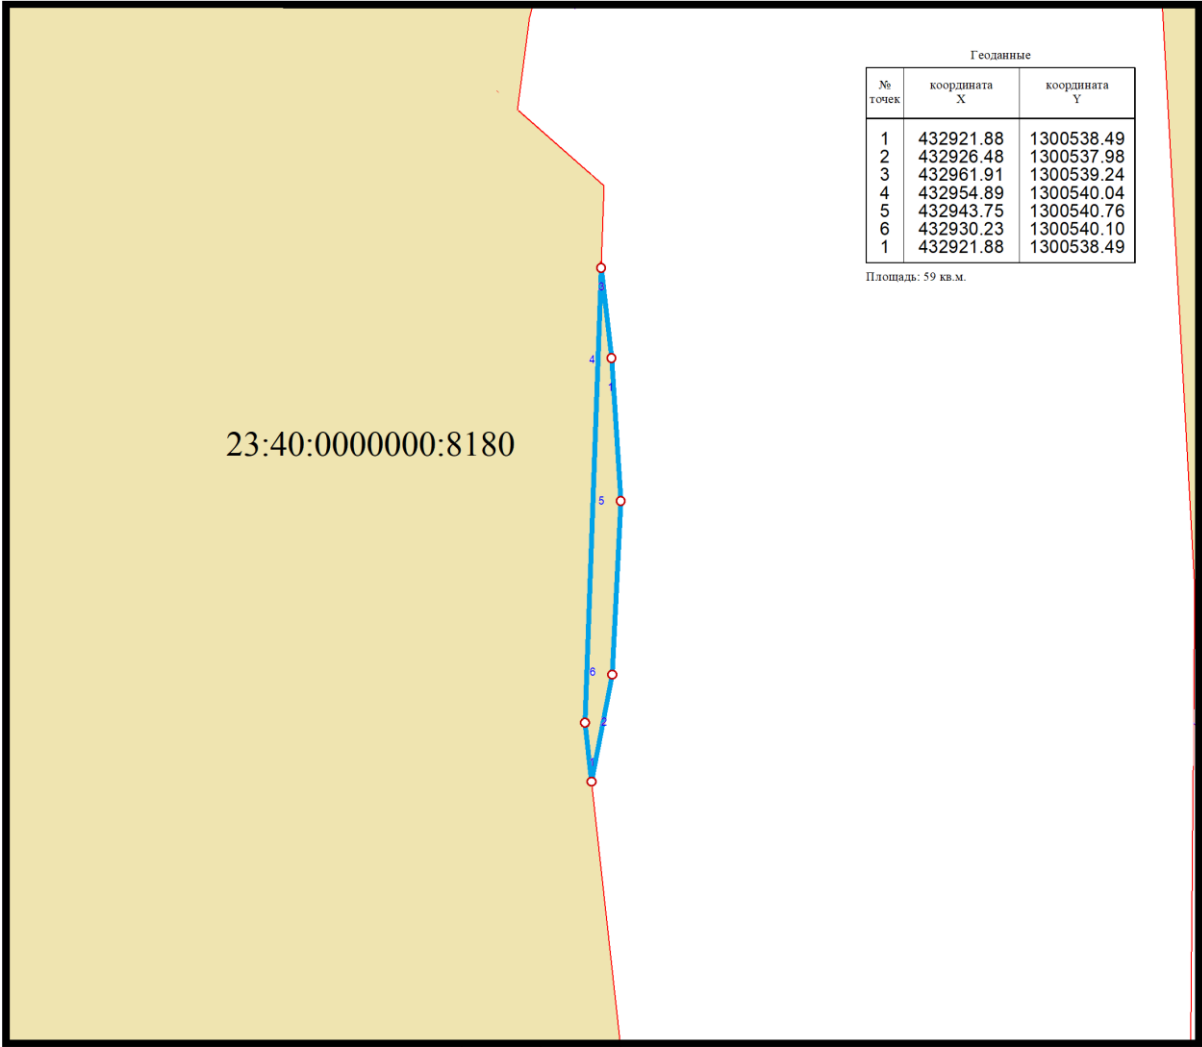 Геоданные
№ точек координата X координата Y
1 432921.88 1300538.49
2 432926.48 1300537.98
3 432961.91 1300539.24
4 432954.89 1300540.04
5 432943.75 1300540.76
6 432930.23 1300540.10
1 432921.88 1300538.49
Площадь: 59 кв.м.
3
4
1
23:40:0000000:8180
5
6
2